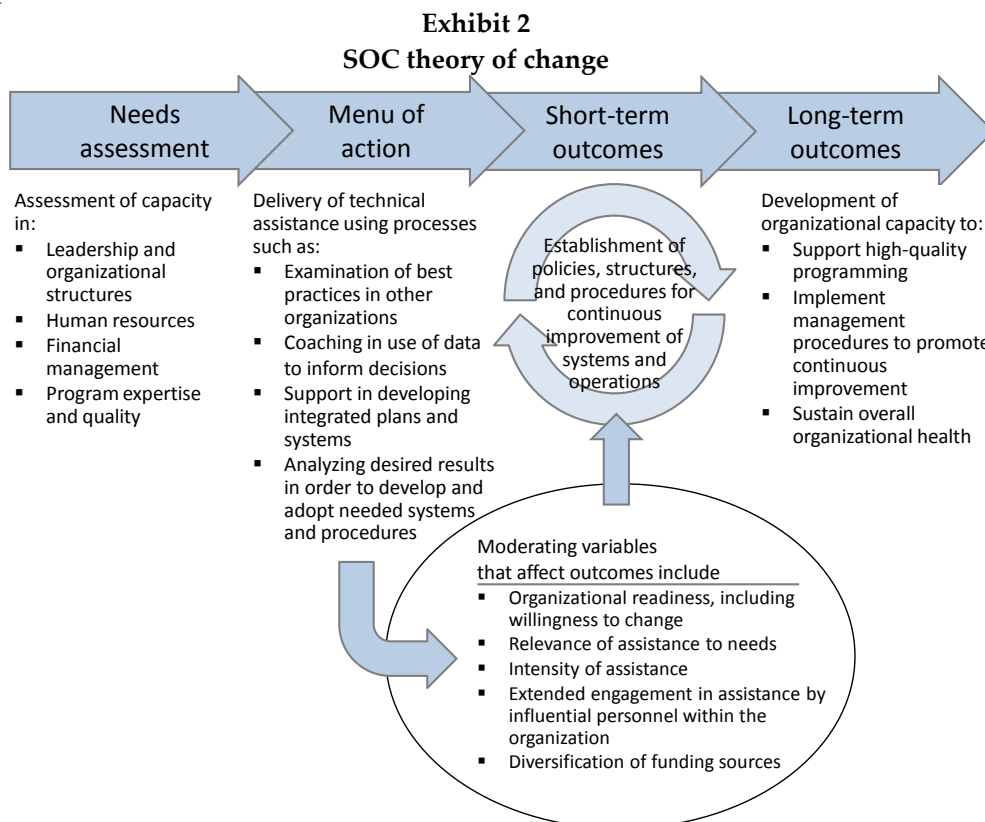 Exhibit 2
SOC theory of change
Needs
assessment
Menu of
action
Short-term
outcomes
Long-term
outcomes
Assessment of capacity
in:
▪ Leadership and
organizational
structures
▪ Human resources
▪ Financial
management
▪ Program expertise
and quality
Delivery of technical
assistance using processes
such as:
▪ Examination of best
practices in other
organizations
▪ Coaching in use of data
to inform decisions
▪ Support in developing
integrated plans and
systems
▪ Analyzing desired results
in order to develop and
adopt needed systems
and procedures
Establishment of
policies, structures,
and procedures for
continuous
improvement of
systems and
operations
Development of
organizational capacity to:
▪ Support high-quality
programming
▪ Implement
management
procedures to promote
continuous
improvement
▪ Sustain overall
organizational health
Moderating variables
that affect outcomes include
▪ Organizational readiness, including
willingness to change
▪ Relevance of assistance to needs
▪ Intensity of assistance
▪ Extended engagement in assistance by
influential personnel within the
organization
▪ Diversification of funding sources